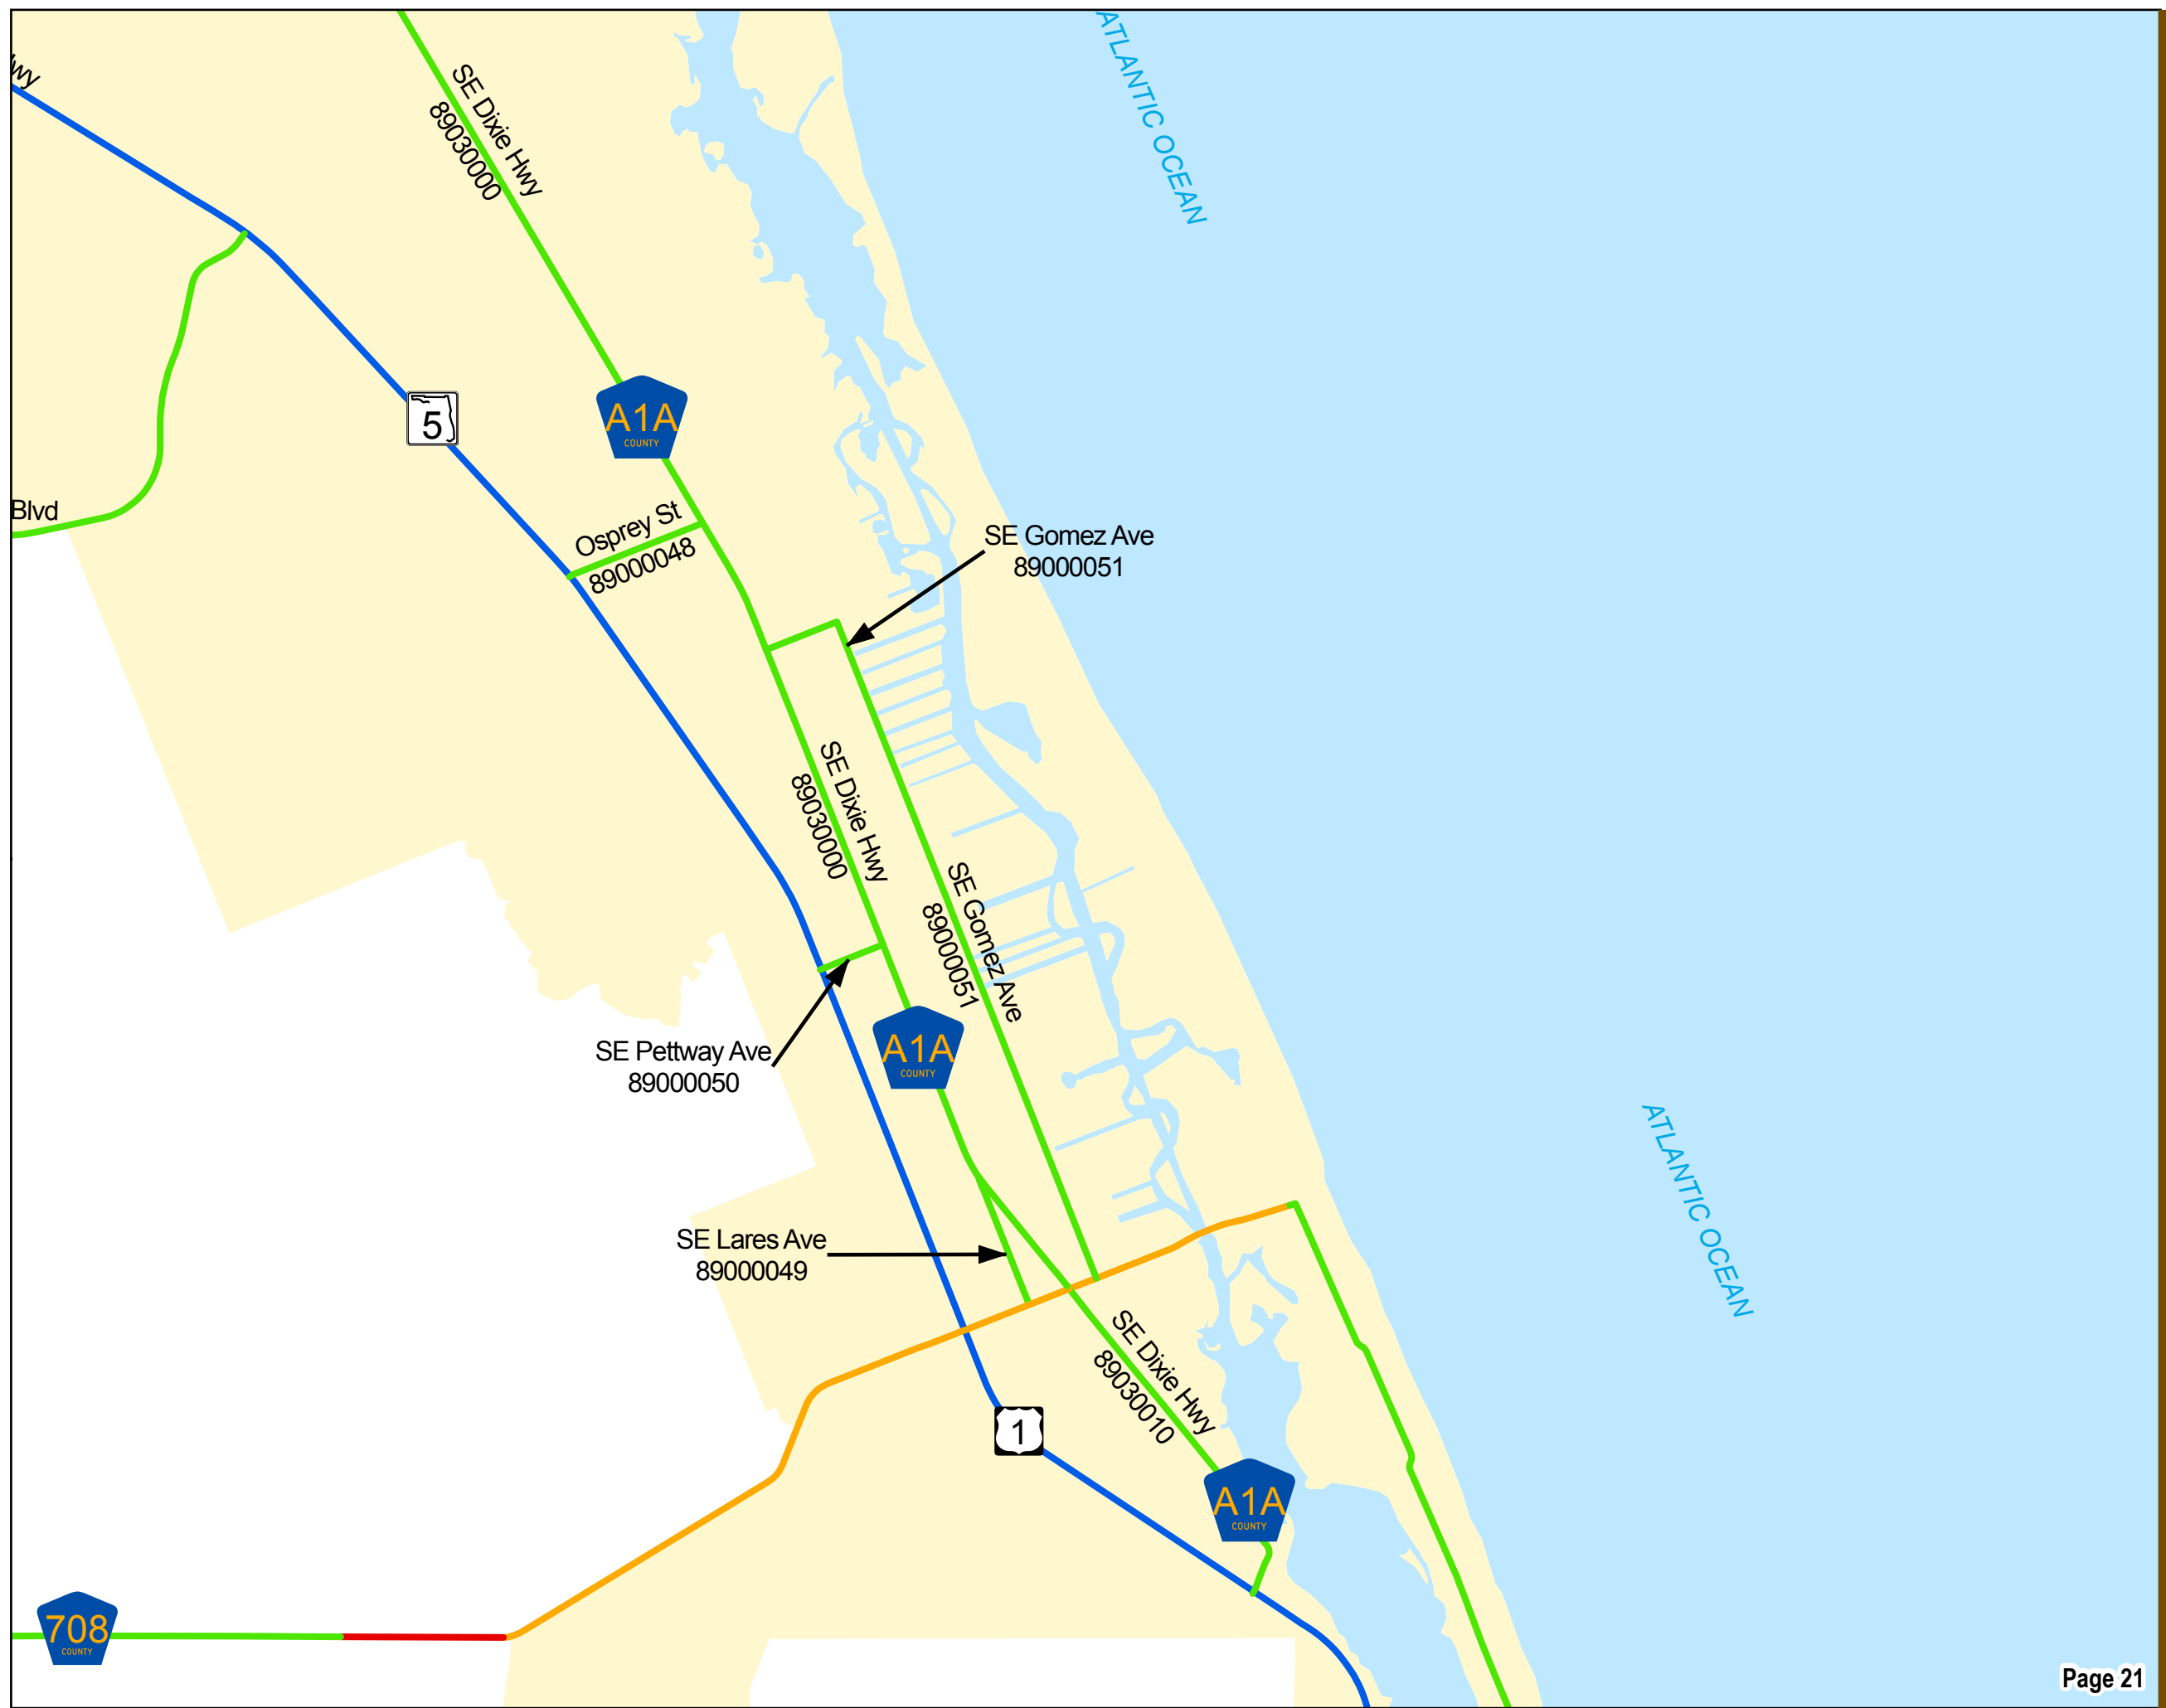 ATLANTIC OCEAN
SE Dixie Hwy
89030000
5
A1A
COUNTY
Blvd
Osprey St
89000048
SE Gomez Ave
89000051
SE Dixie Hwy
89030000
SE Gomez Ave
89000051
A1A
COUNTY
SE Pettway Ave
89000050
ATLANTIC OCEAN
SE Lares Ave
89000049
SE Dixie Hwy
89030010
1
A1A
COUNTY
708
COUNTY
Page 21